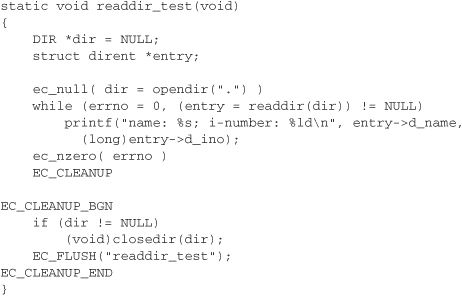 static void readdir_test(void)
{
    DIR *dir = NULL;
    struct dirent *entry;

    ec_null( dir = opendir(".") )
    while (errno = 0, (entry = readdir(dir)) != NULL)
        printf("name: %s; i-number: %ld\n", entry->d_name,
          (long)entry->d_ino);
    ec_nzero( errno )
    EC_CLEANUP

EC_CLEANUP_BGN
    if (dir != NULL)
        (void)closedir(dir);
    EC_FLUSH("readdir_test");
EC_CLEANUP_END
}